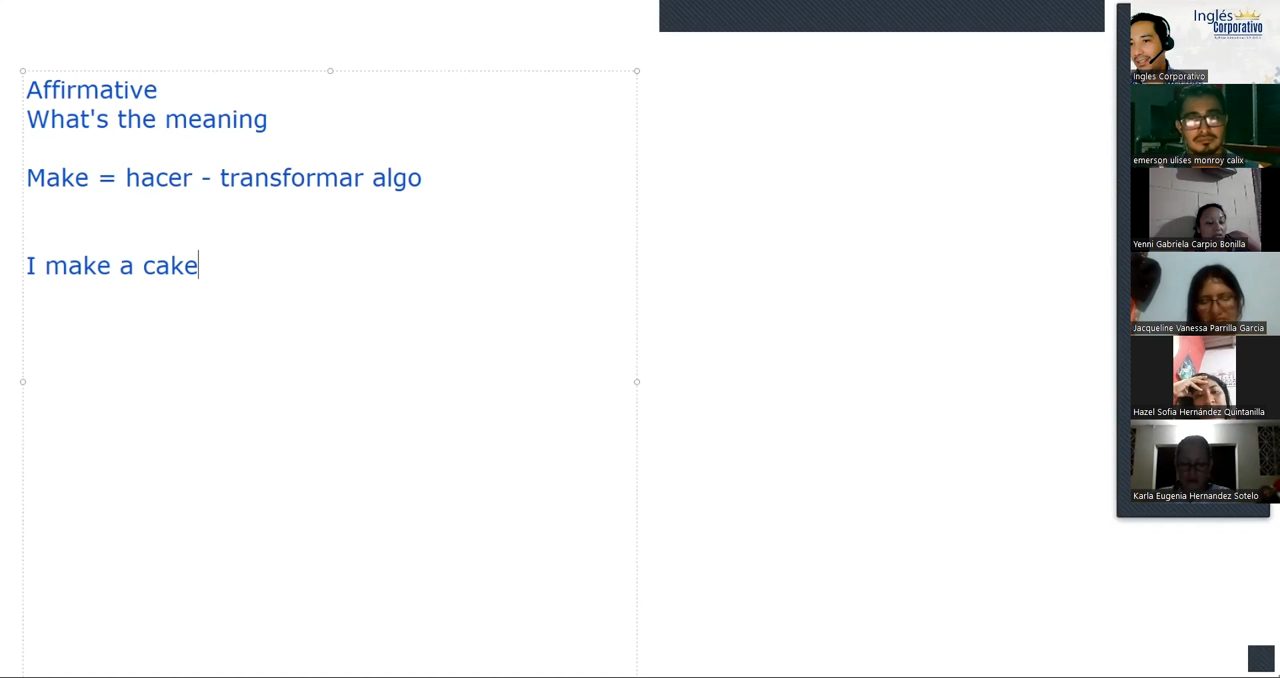 Affirmative
What's the meaning
Make = hacer - transformar algo
I make a cake
Inglés
Corporativo
Ingles Corporativo
emerson ulises monroy calix
Yenni Gabriela Carpio Bonilla
Jacqueline Vanessa Parrilla Garcia
Hazel Sofia Hernández Quintanilla
Karla Eugenia Hernandez Sotelo